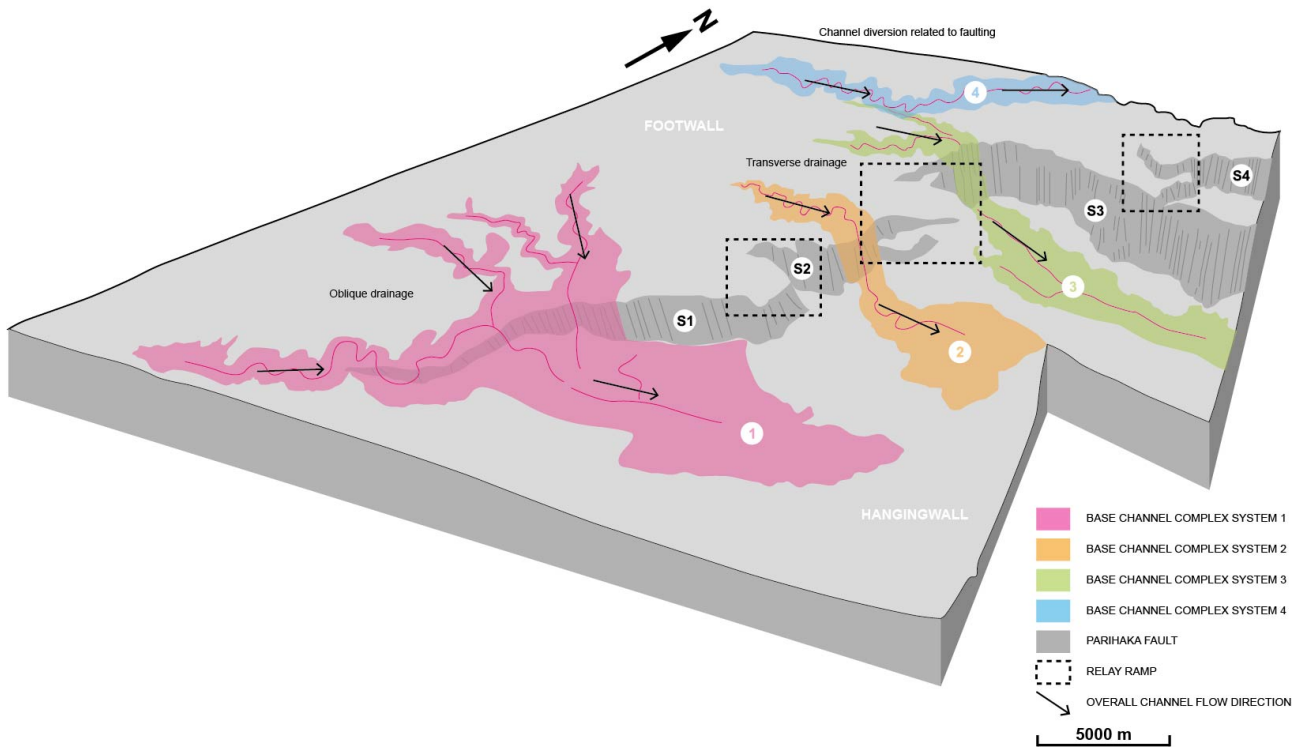 N
Channel diversion related to faulting
4
FOOTWALL
Transverse drainage
S4
S3
Oblique drainage
S2
3
S1
2
1
HANGINGWALL
BASE CHANNEL COMPLEX SYSTEM 1
BASE CHANNEL COMPLEX SYSTEM 2
BASE CHANNEL COMPLEX SYSTEM 3
BASE CHANNEL COMPLEX SYSTEM 4
PARIHAKA FAULT
RELAY RAMP
OVERALL CHANNEL FLOW DIRECTION
5000 m